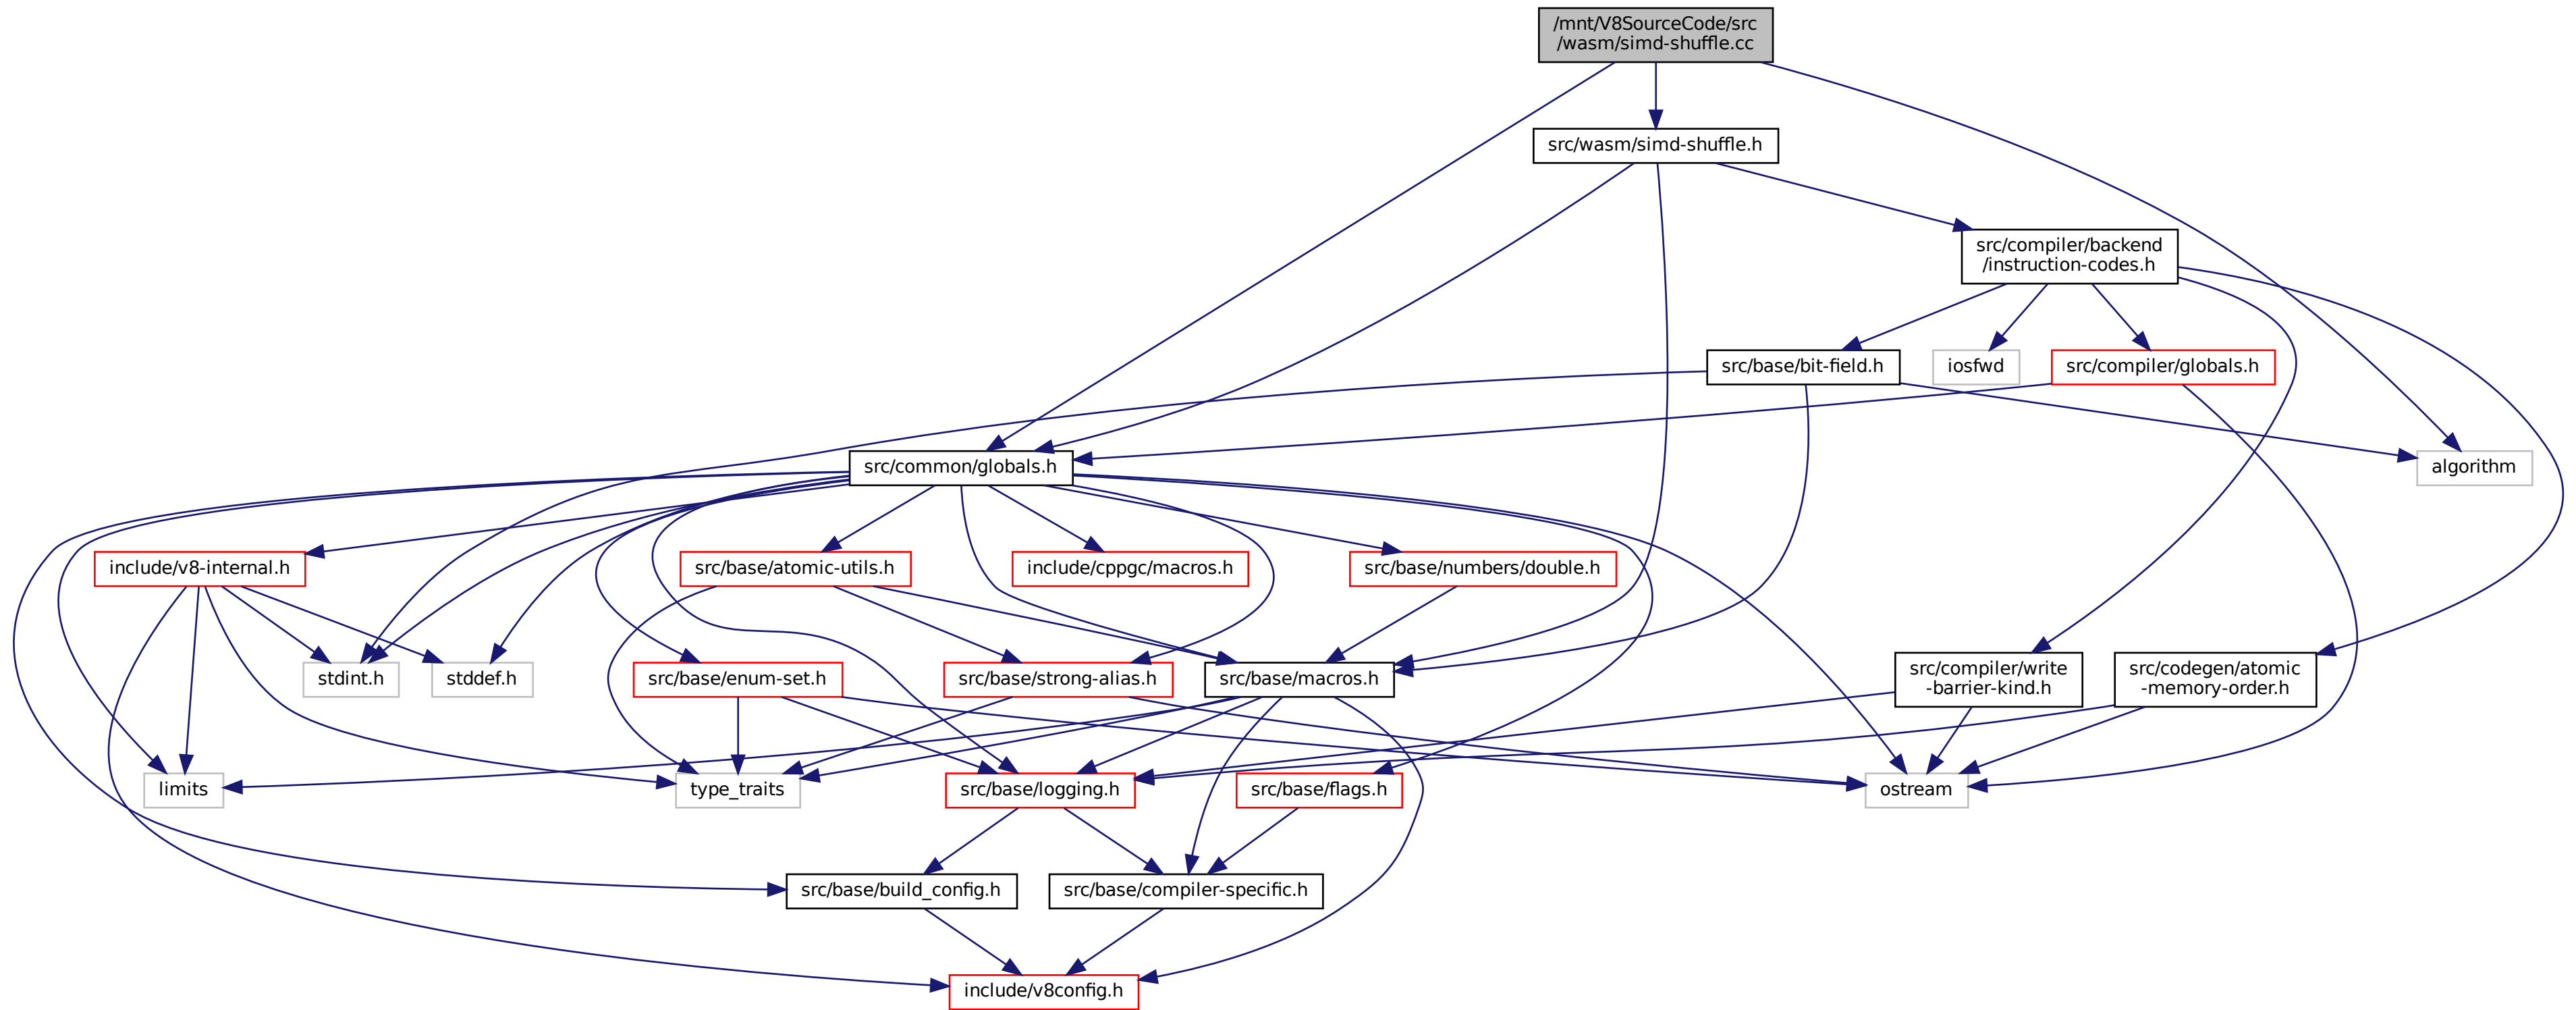 /mnt/V8SourceCode/src
/wasm/simd-shuffle.cc
src/wasm/simd-shuffle.h
src/compiler/backend
/instruction-codes.h
src/base/bit-field.h
iosfwd
src/compiler/globals.h
src/common/globals.h
algorithm
include/v8-internal.h
src/base/atomic-utils.h
include/cppgc/macros.h
src/base/numbers/double.h
stdint.h
stddef.h
src/base/enum-set.h
src/base/strong-alias.h
src/base/macros.h
src/compiler/write
-barrier-kind.h
src/codegen/atomic
-memory-order.h
limits
type_traits
src/base/logging.h
src/base/flags.h
ostream
src/base/build_config.h
src/base/compiler-specific.h
include/v8config.h